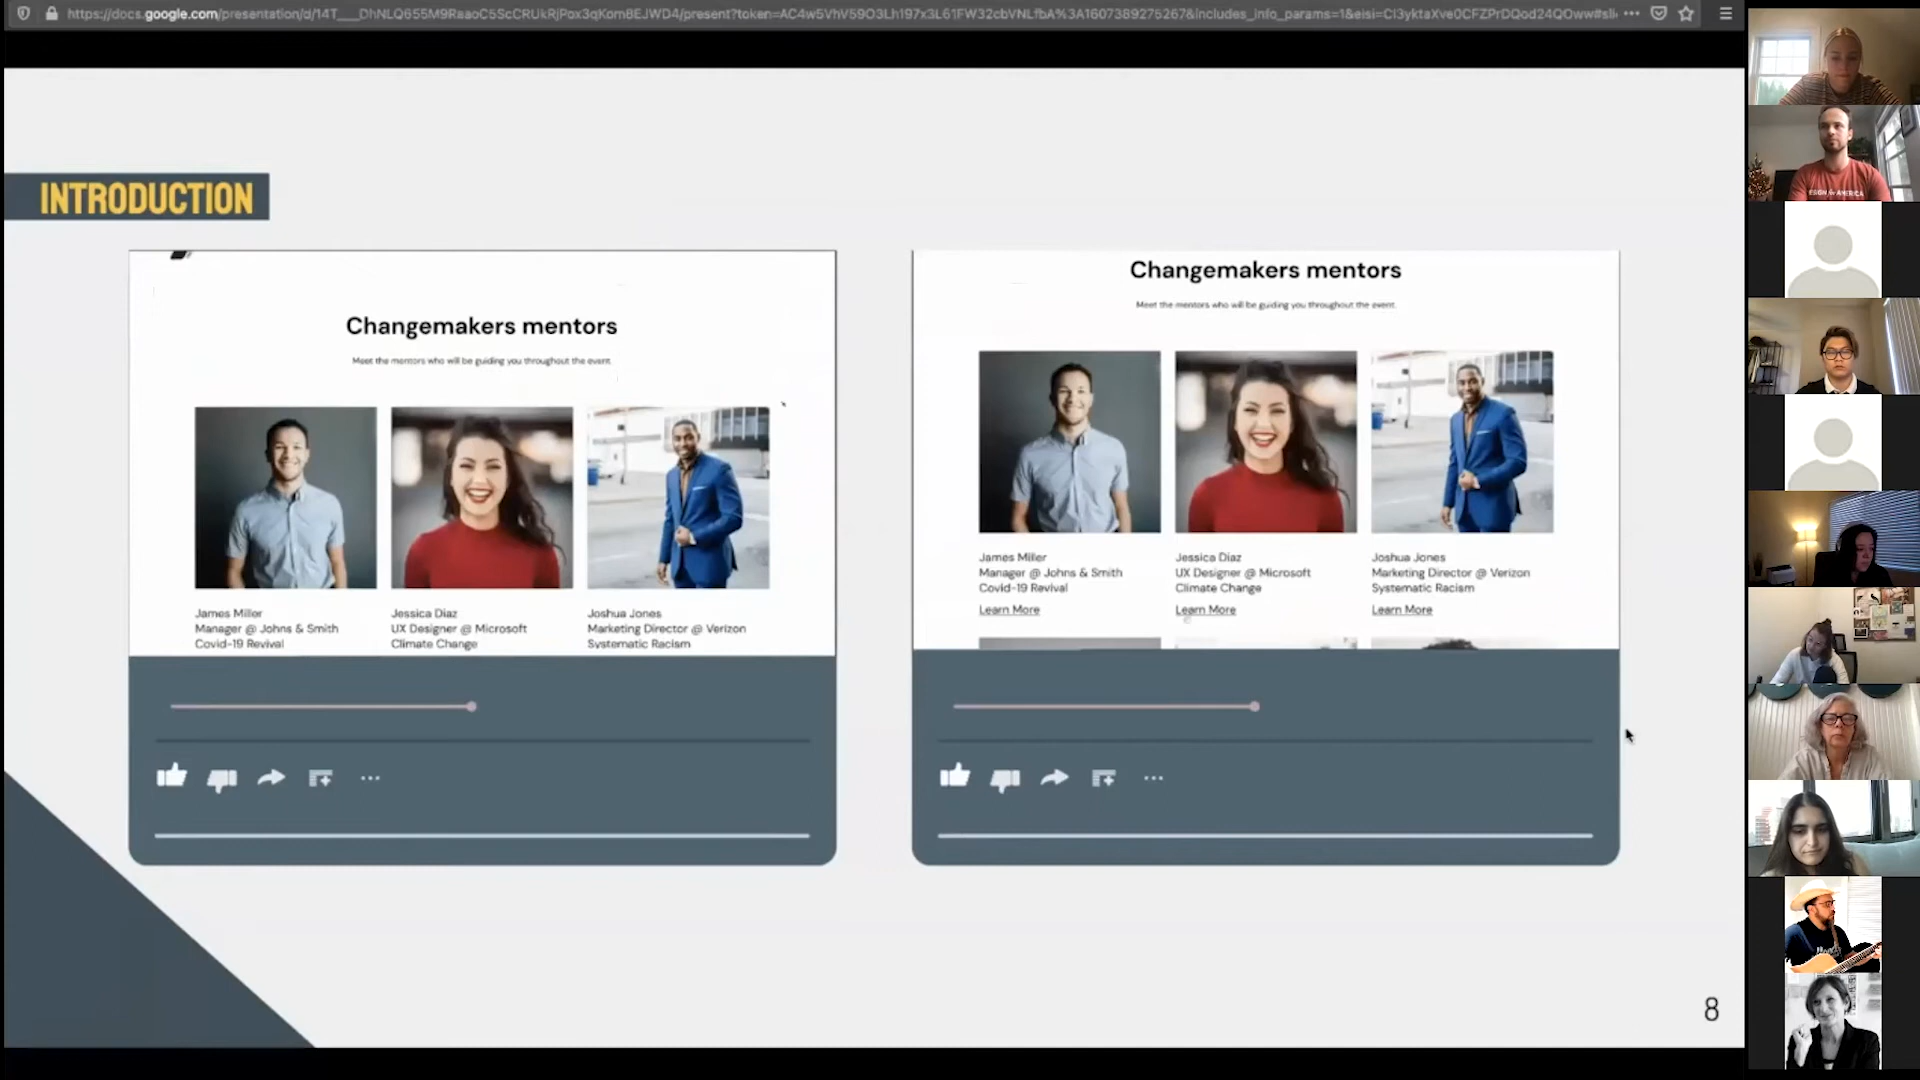 INTRODUCTION
Changemakers mentors
Meet the mentors who will be guiding you throughout the event.
James Miller
Manager @ Johns & Smith
Covid-19 Revival
Jessica Diaz
UX Designer @ Microsoft
Climate Change
Joshua Jones
Marketing Director @ Verizon
Systematic Racism
Changemakers mentors
Meet the mentors who will be guiding you throughout the event.
James Miller
Manager @ Johns & Smith
Covid-19 Revival
Learn More
Jessica Diaz
UX Designer @ Microsoft
Climate Change
Learn More
Joshua Jones
Marketing Director @ Verizon
Systematic Racism
Learn More
8